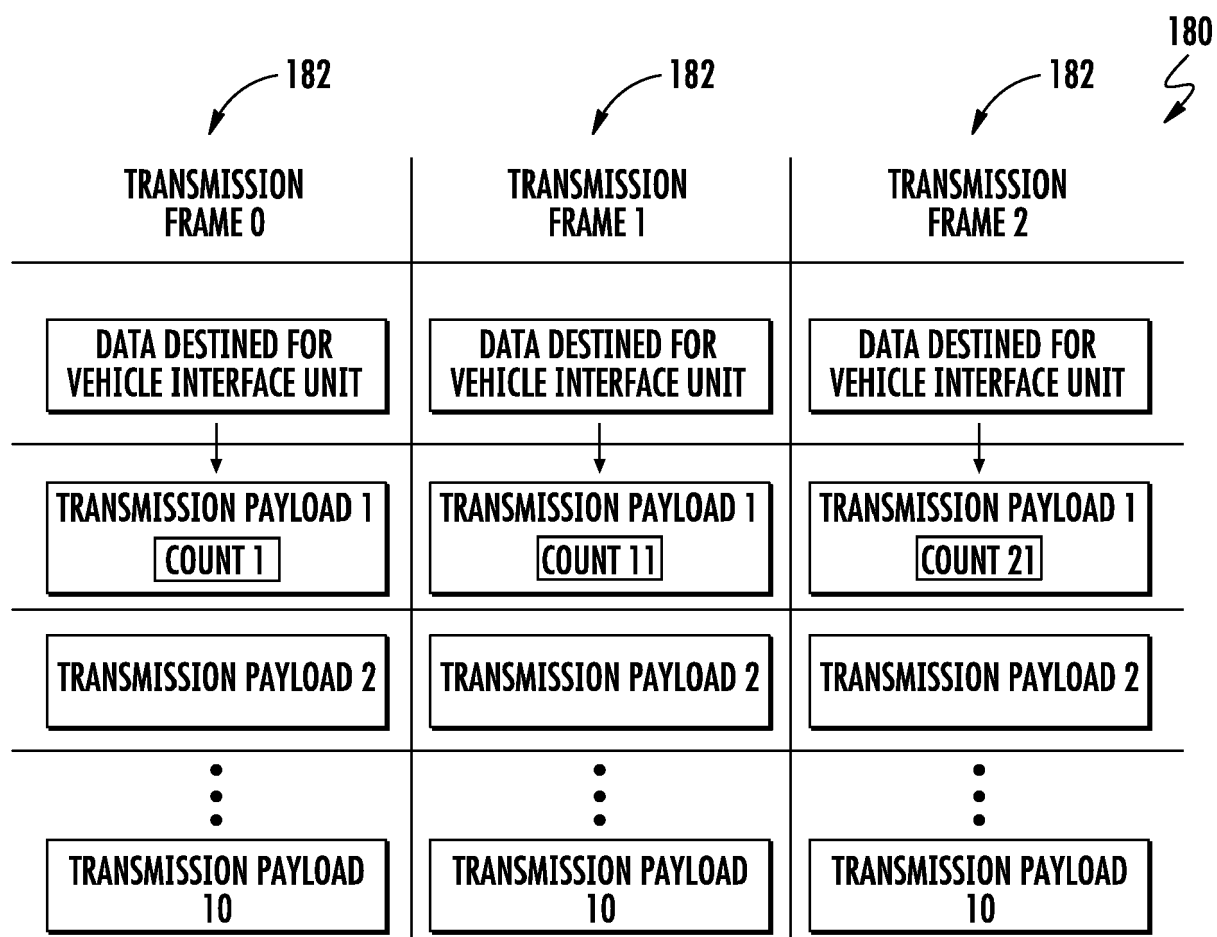 180
182
182
182
TRANSMISSION
FRAME 0
TRANSMISSION
FRAME 1
TRANSMISSION
FRAME 2
DATA DESTINED FOR
VEHICLE INTERFACE UNIT
DATA DESTINED FOR
VEHICLE INTERFACE UNIT
DATA DESTINED FOR
VEHICLE INTERFACE UNIT
TRANSMISSION PAYLOAD 1
COUNT 1
TRANSMISSION PAYLOAD 1
COUNT 11
TRANSMISSION PAYLOAD 1
COUNT 21
TRANSMISSION PAYLOAD 2
TRANSMISSION PAYLOAD 2
TRANSMISSION PAYLOAD 2
TRANSMISSION PAYLOAD
10
TRANSMISSION PAYLOAD
10
TRANSMISSION PAYLOAD
10